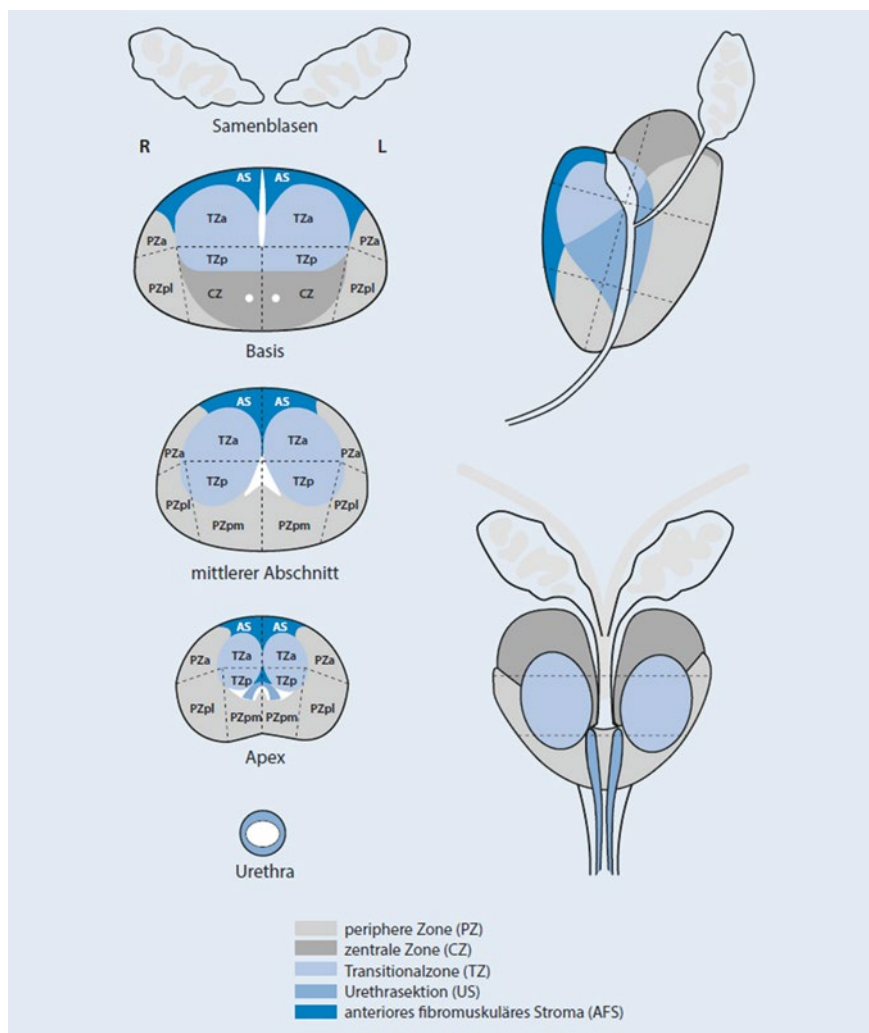 Samenblasen
R L
AS AS
TZa TZa
PZa PZa
TZp TZp
PZpl CZ CZ PZpl
Basis
AS AS
TZa TZa
PZa PZa
TZp TZp
PZpl PZpl
PZpm PZpm
mittlerer Abschnitt
AS AS
PZa TZa TZa PZa
TZp TZp
PZpl PZpl
PZpm PZpm
Apex
Urethra
periphere Zone (PZ)
zentrale Zone (CZ)
Transitionalzone (TZ)
Urethrasektion (US)
anteriores fibromuskuläres Stroma (AFS)